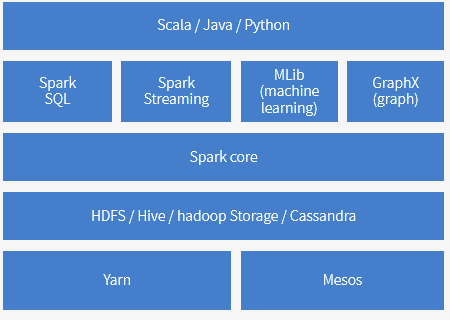 Scala / Java / Python
Spark
SQL
Spark
Streaming
MLib
(machine
learning)
GraphX
(graph)
Spark core
HDFS / Hive / hadoop Storage / Cassandra
Yarn
Mesos